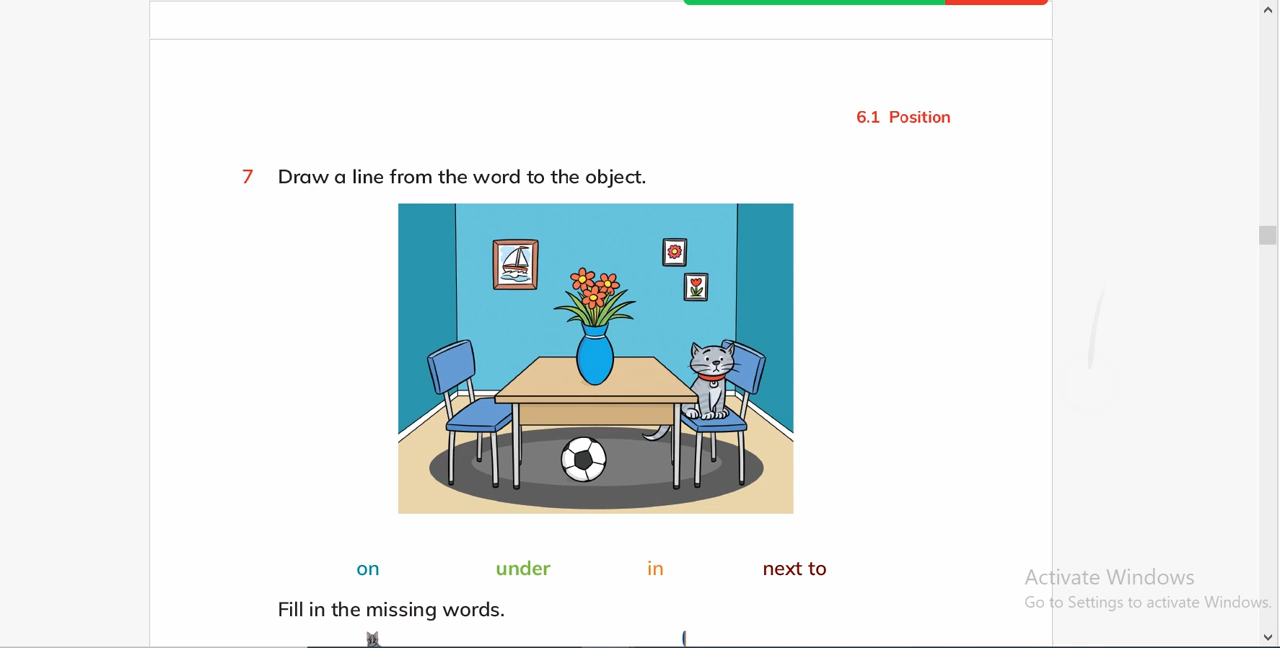 6.1 Position
7 Draw a line from the word to the object.
on under in next to
Fill in the missing words.
Activate Windows
Go to Settings to activate Windows.